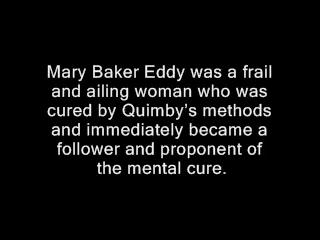 Mary Baker Eddy was a frail
and ailing woman who was
cured by Quimby's methods
and immediately became a
follower and proponent of
the mental cure.